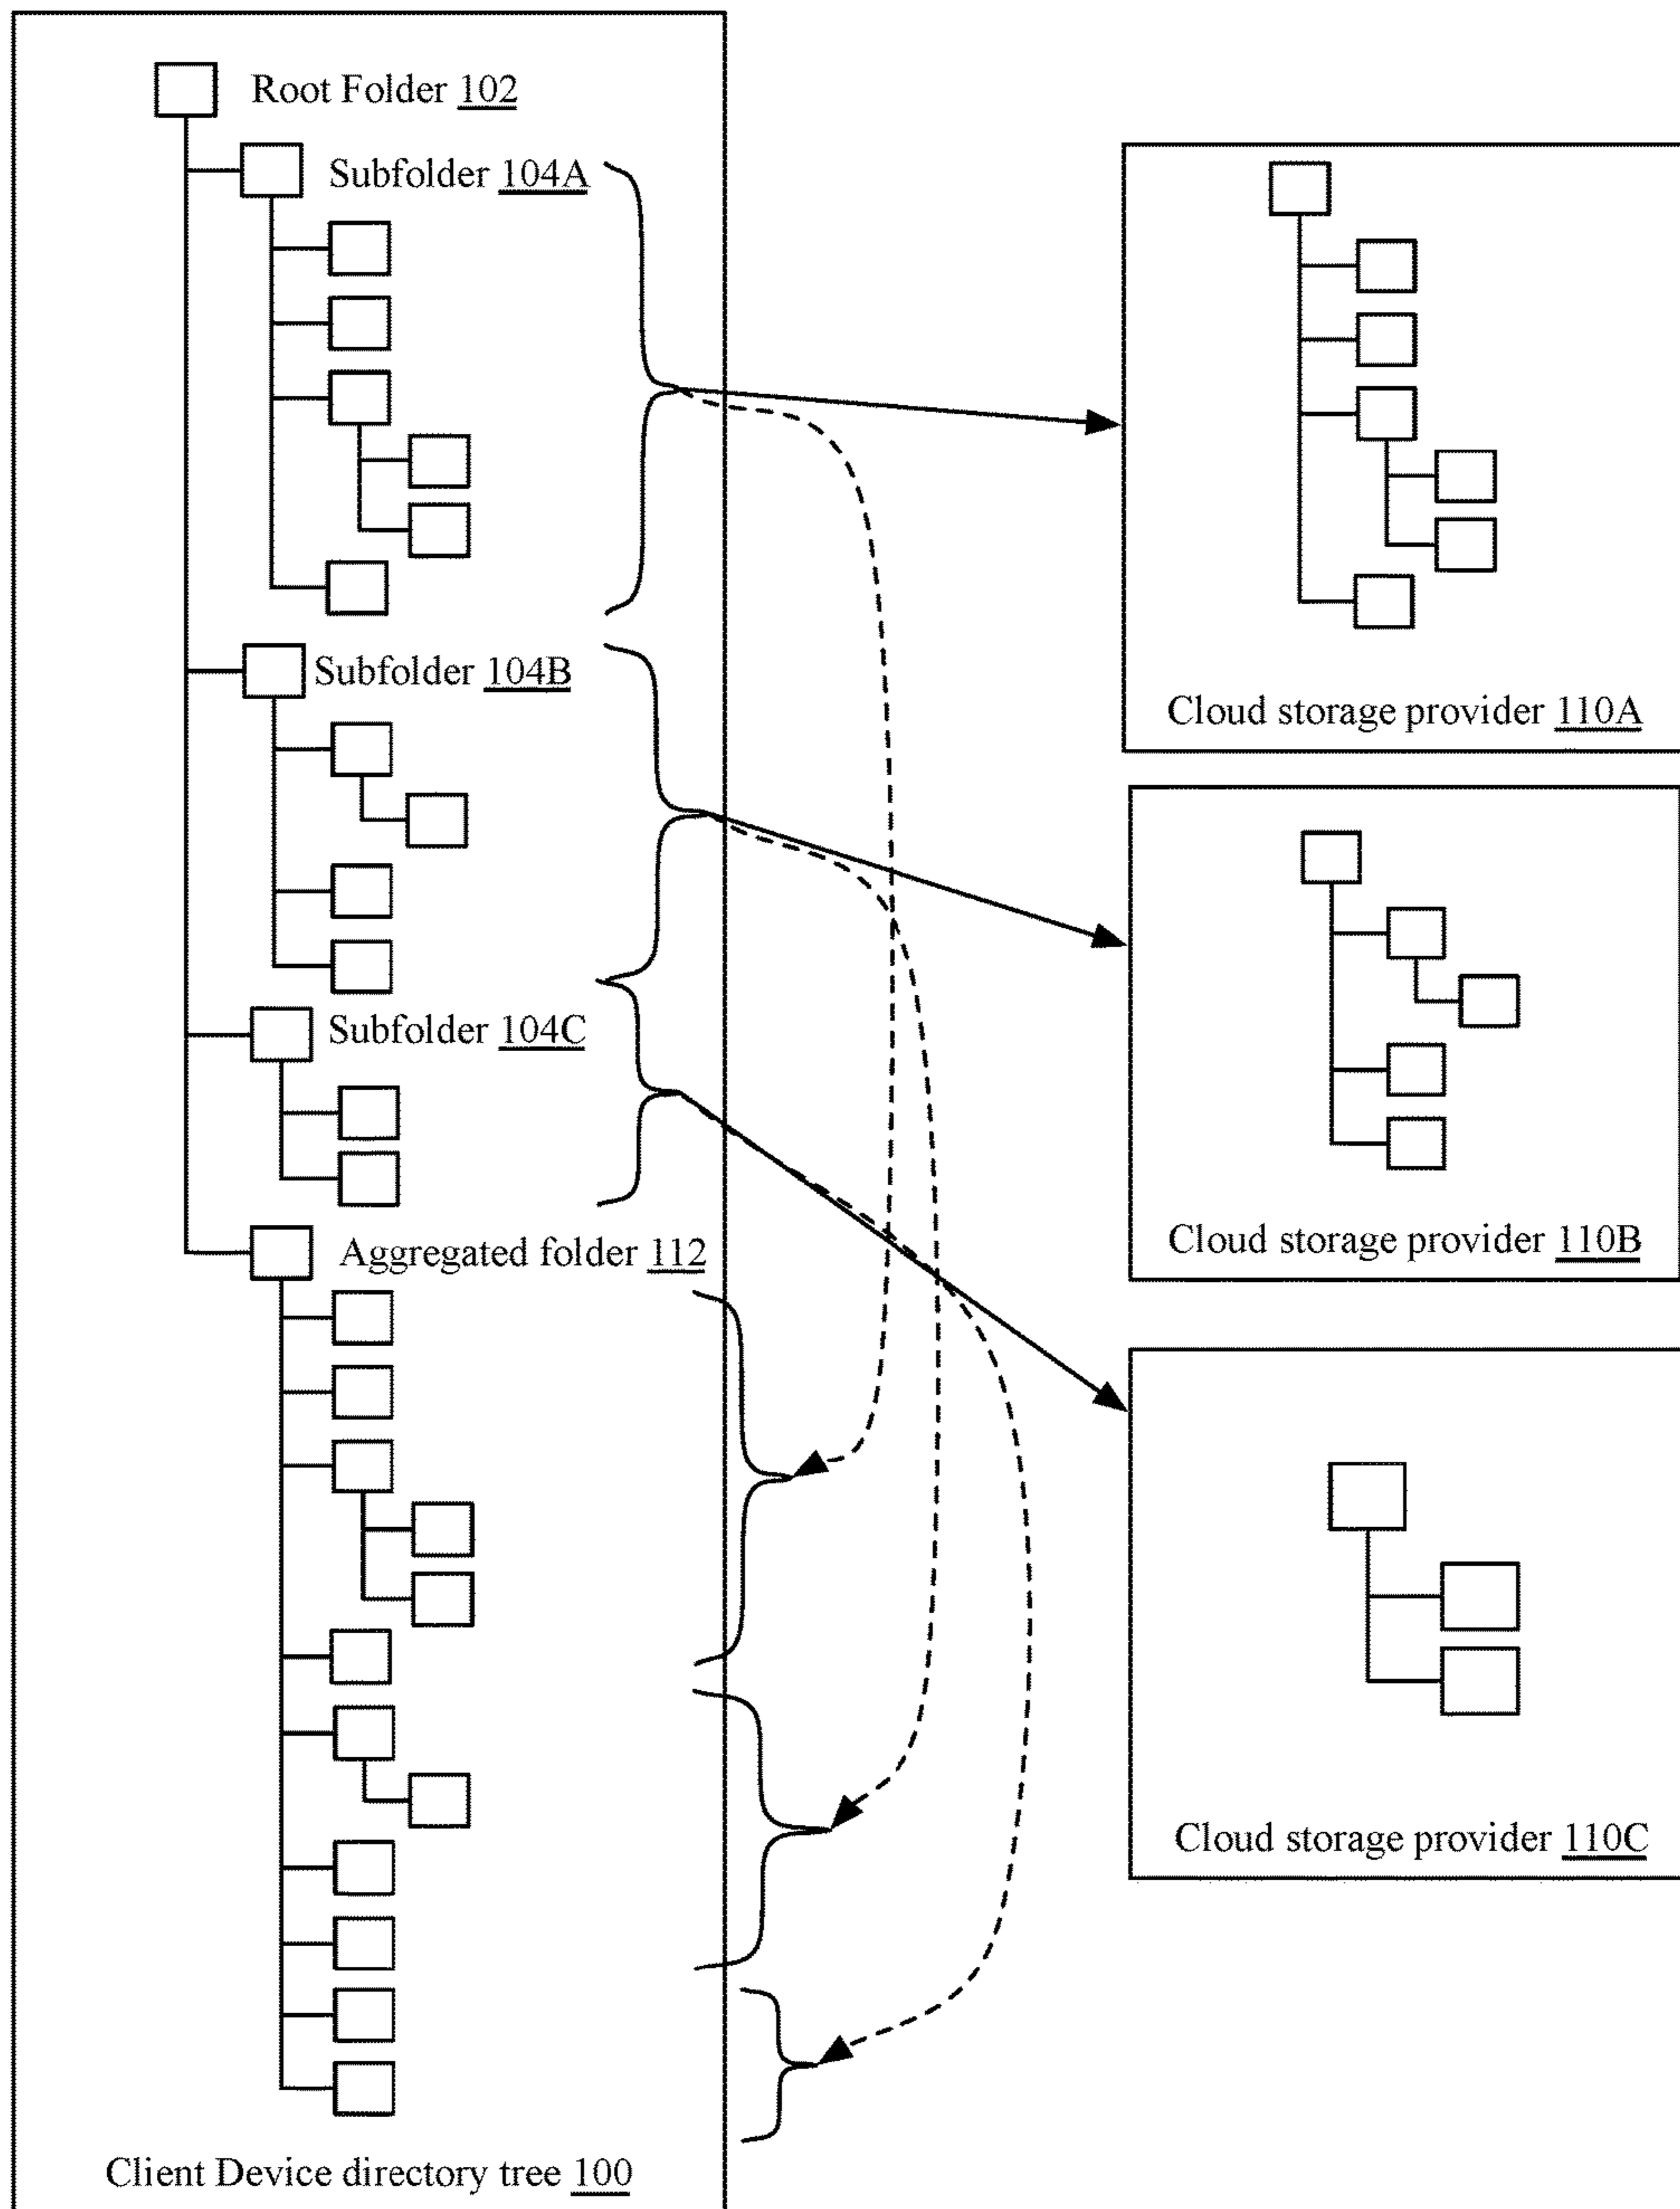 Root Folder 102
Subfolder 104A
Subfolder 104B
Subfolder 104C
Aggregated folder 112
Client Device directory tree 100
Cloud storage provider 110A
Cloud storage provider 110B
Cloud storage provider 110C